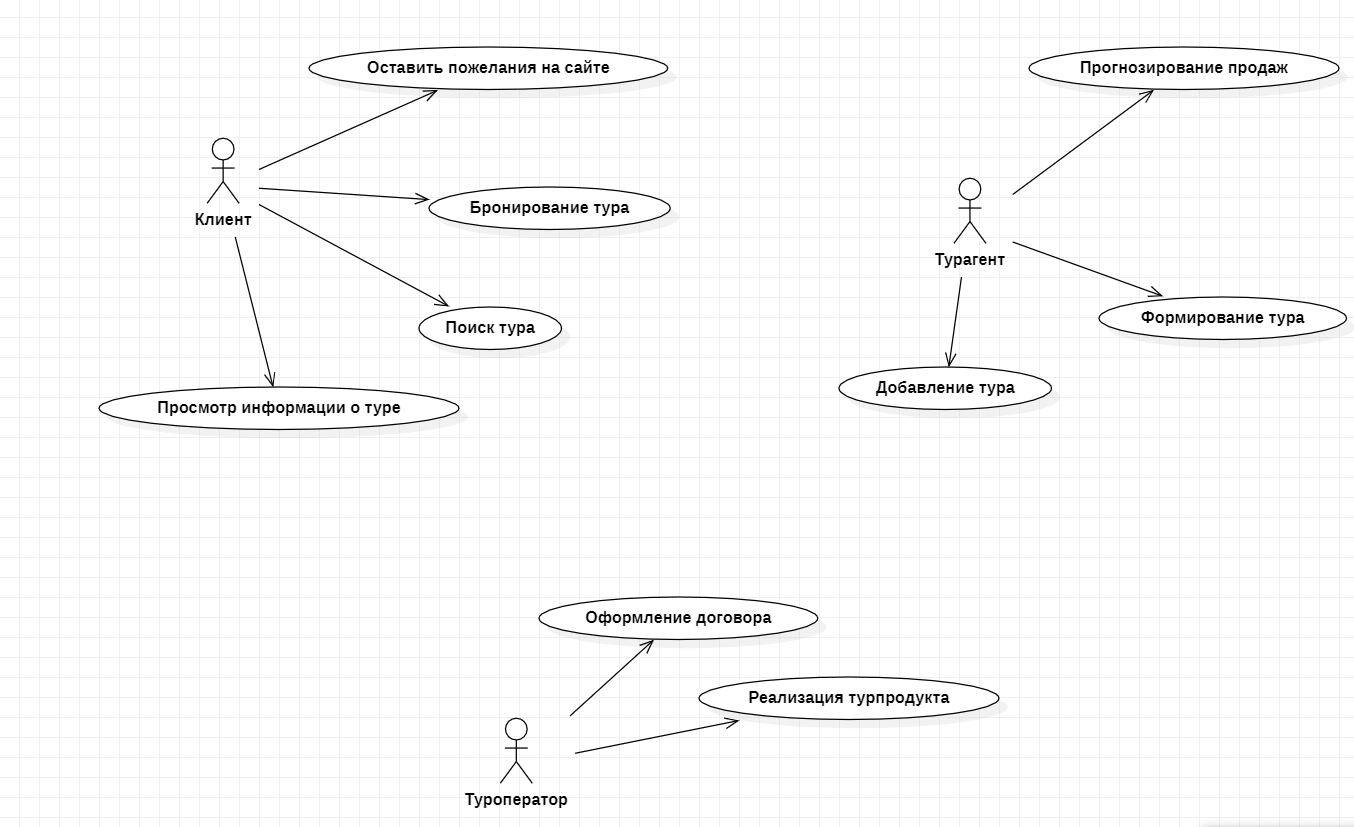 Оставить пожелания на сайте
Прогнозирование продаж
Бронирование тура
Клиент
Турагент
Формирование тура
Поиск тура
Добавление тура
Просмотр информации о туре
Оформление договора
Реализация турпродукта
Туроператор